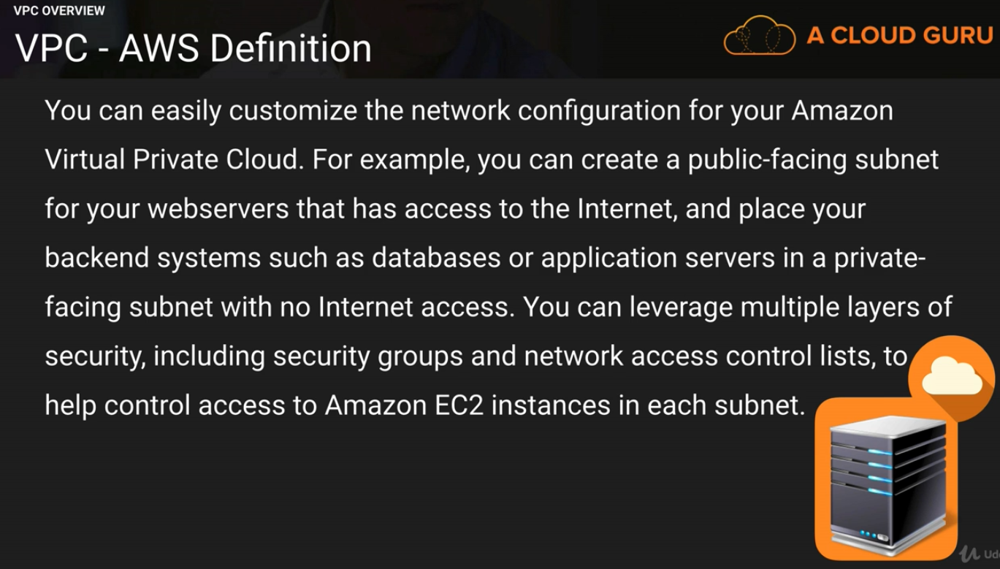 VPC OVERVIEW
VPC - AWS Definition
A CLOUD GURU
You can easily customize the network configuration for your Amazon
Virtual Private Cloud. For example, you can create a public-facing subnet
for your webservers that has access to the Internet, and place your
backend systems such as databases or application servers in a private-
facing subnet with no Internet access. You can leverage multiple layers of
security, including security groups and network access control lists, to
help control access to Amazon EC2 instances in each subnet.